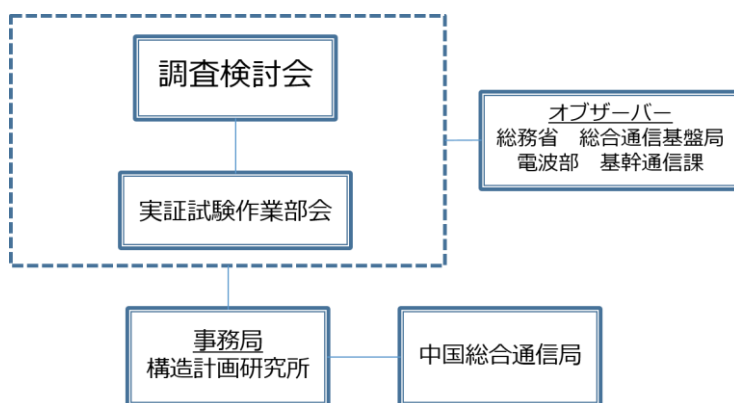 調査検討会
オブザーバー
総務省　総合通信基盤局
電波部　基幹通信課
実証試験作業部会
事務局
構造計画研究所
中国総合通信局